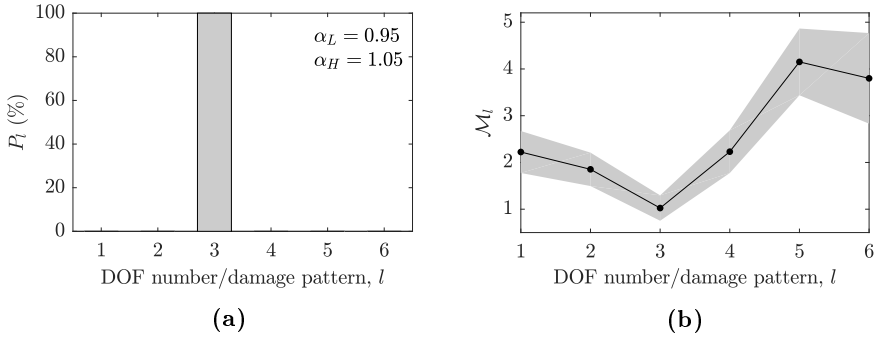 100
80
60
40
20
0
P_l (%)
α_L = 0.95
α_H = 1.05
1 2 3 4 5 6
DOF number/damage pattern, l
(a)
5
4
3
2
1
ℳ_l
1 2 3 4 5 6
DOF number/damage pattern, l
(b)